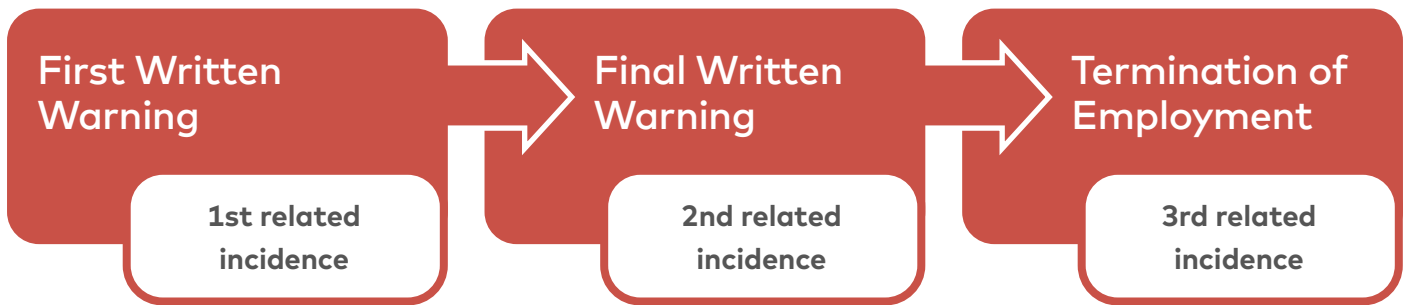 First Written
Warning
1st related
incidence
Final Written
Warning
2nd related
incidence
Termination of
Employment
3rd related
incidence